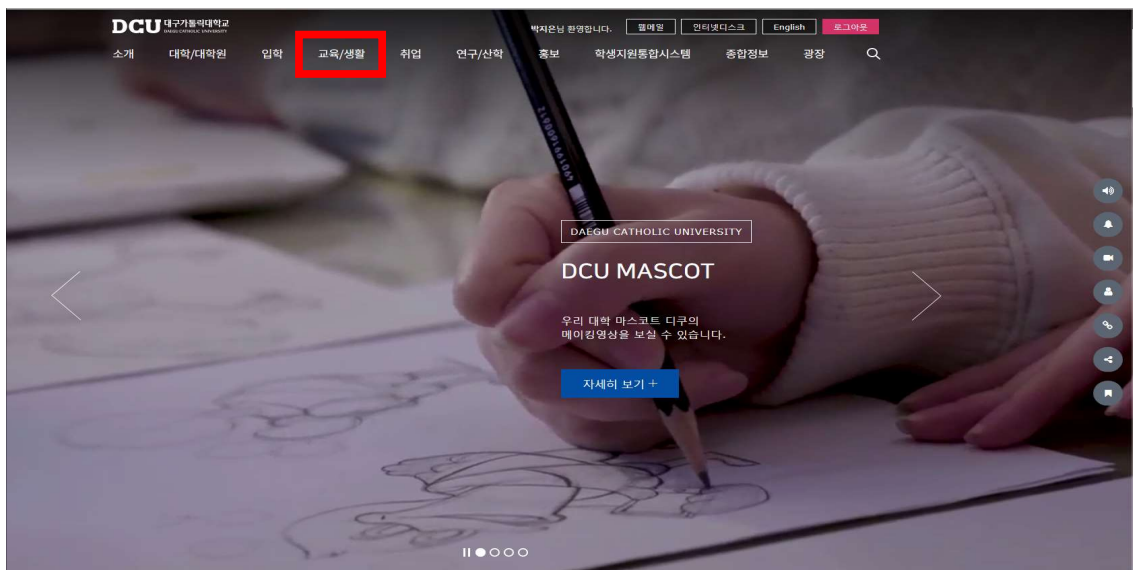 DCU 대구가톨릭대학교
DAEGU CATHOLIC UNIVERSITY
박지은님 환영합니다. 웹메일 인터넷디스크 English 로그아웃
소개 대학/대학원 입학 교육/생활 취업 연구/산학 홍보 학생지원통합시스템 종합정보 광장
DAEGU CATHOLIC UNIVERSITY
DCU MASCOT
우리 대학 마스코트 디쿠의
메이킹영상을 보실 수 있습니다.
자세히 보기 +